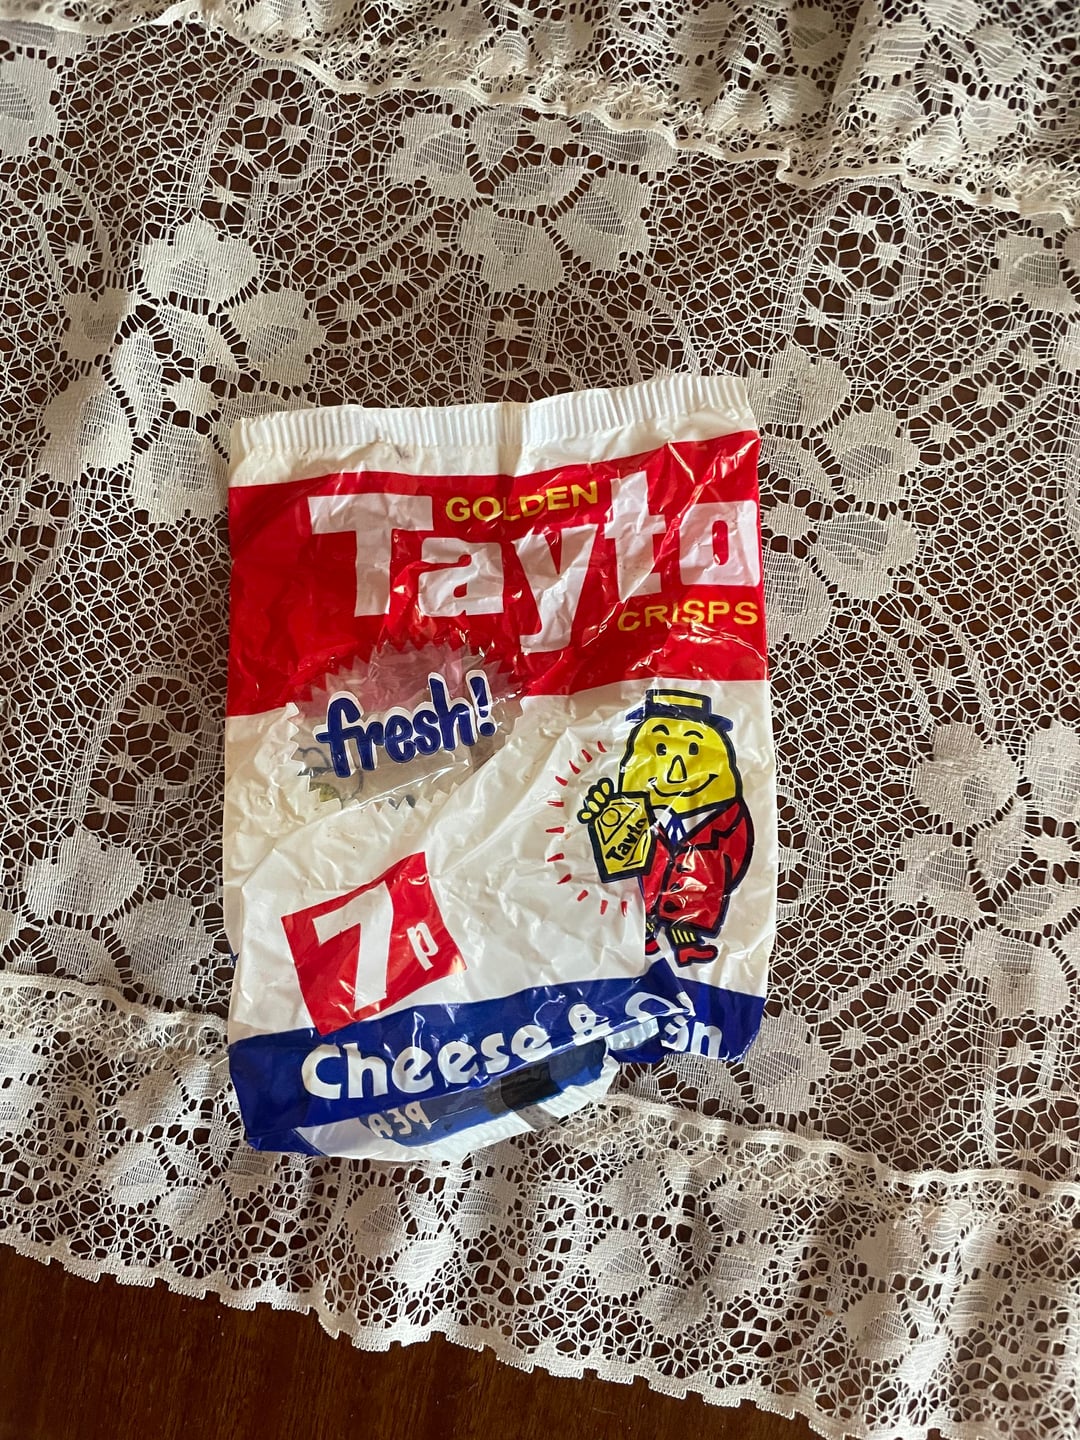 GOLDEN
Tayto
CRISPS
fresh!
Tayto
7p
Cheese &